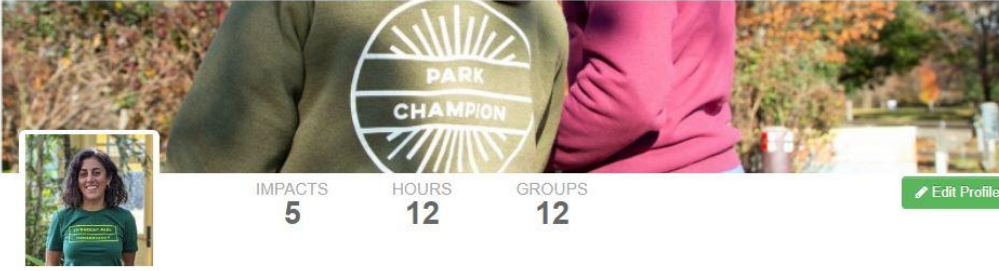 PARK
CHAMPION
IMPACTS HOURS GROUPS
5 12 12
Edit Profile